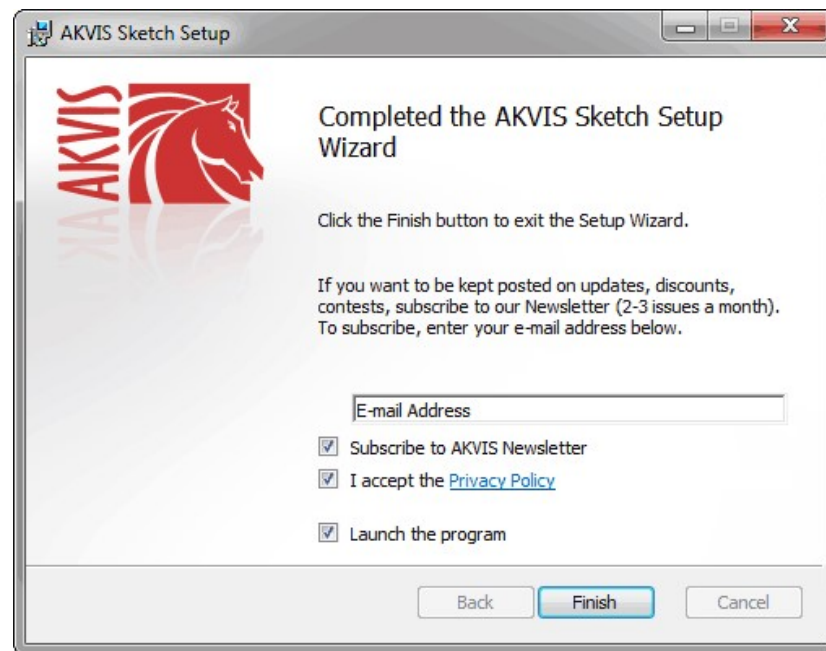 AKVIS Sketch Setup
AKVIS
Completed the AKVIS Sketch Setup
Wizard
Click the Finish button to exit the Setup Wizard.
If you want to be kept posted on updates, discounts,
contests, subscribe to our Newsletter (2-3 issues a month).
To subscribe, enter your e-mail address below.
E-mail Address
Subscribe to AKVIS Newsletter
I accept the Privacy Policy
Launch the program
Back Finish Cancel